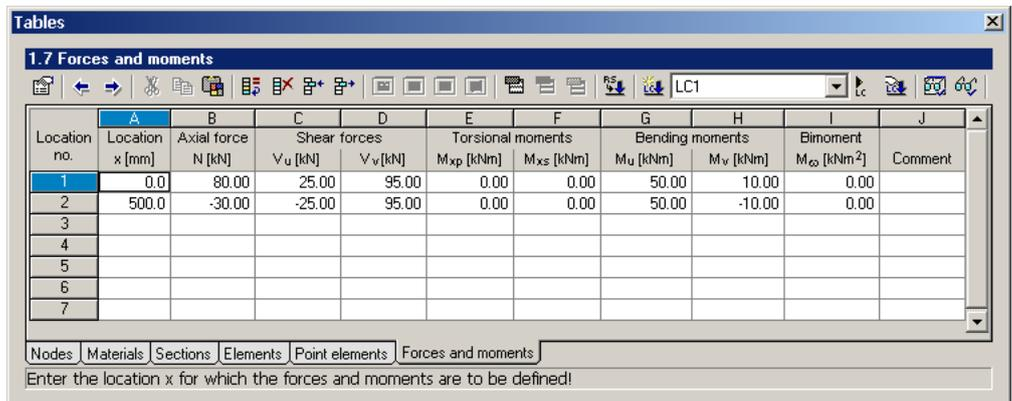 Tables
1.7 Forces and moments
LC1
A B C D E F G H I J
Location no. Location Axial force Shear forces Torsional moments Bending moments Bimoment
x [mm] N [kN] Vu [kN] Vv[kN] Mxp [kNm] Mxs [kNm] Mu [kNm] Mv [kNm] Mω [kNm²] Comment
1 0.0 80.00 25.00 95.00 0.00 0.00 50.00 10.00 0.00
2 500.0 -30.00 -25.00 95.00 0.00 0.00 50.00 -10.00 0.00
3
4
5
6
7
Nodes Materials Sections Elements Point elements Forces and moments
Enter the location x for which the forces and moments are to be defined!